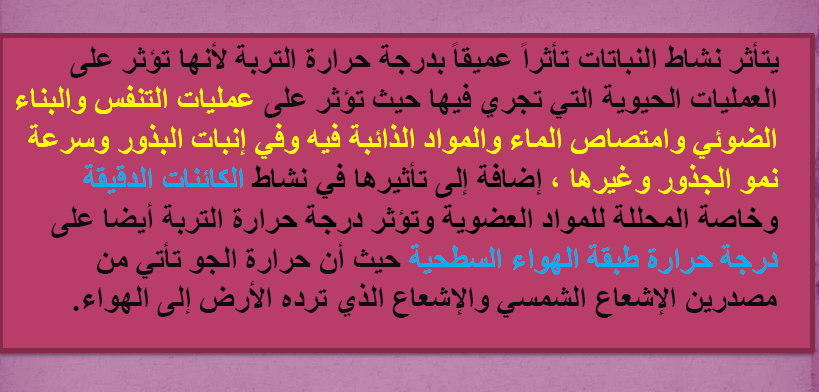 يتأثر نشاط النباتات تأثراً عميقاً بدرجة حرارة التربة لأنها تؤثر على
العمليات الحيوية التي تجري فيها حيث تؤثر على عمليات التنفس والبناء
الضوئي وامتصاص الماء والمواد الذائبة فيه وفي إنبات البذور وسرعة
نمو الجذور وغيرها ، إضافة إلى تأثيرها في نشاط الكائنات الدقيقة
وخاصة المحللة للمواد العضوية وتؤثر درجة حرارة التربة أيضا على
درجة حرارة طبقة الهواء السطحية حيث أن حرارة الجو تأتي من
مصدرين الإشعاع الشمسي والإشعاع الذي ترده الأرض إلى الهواء.